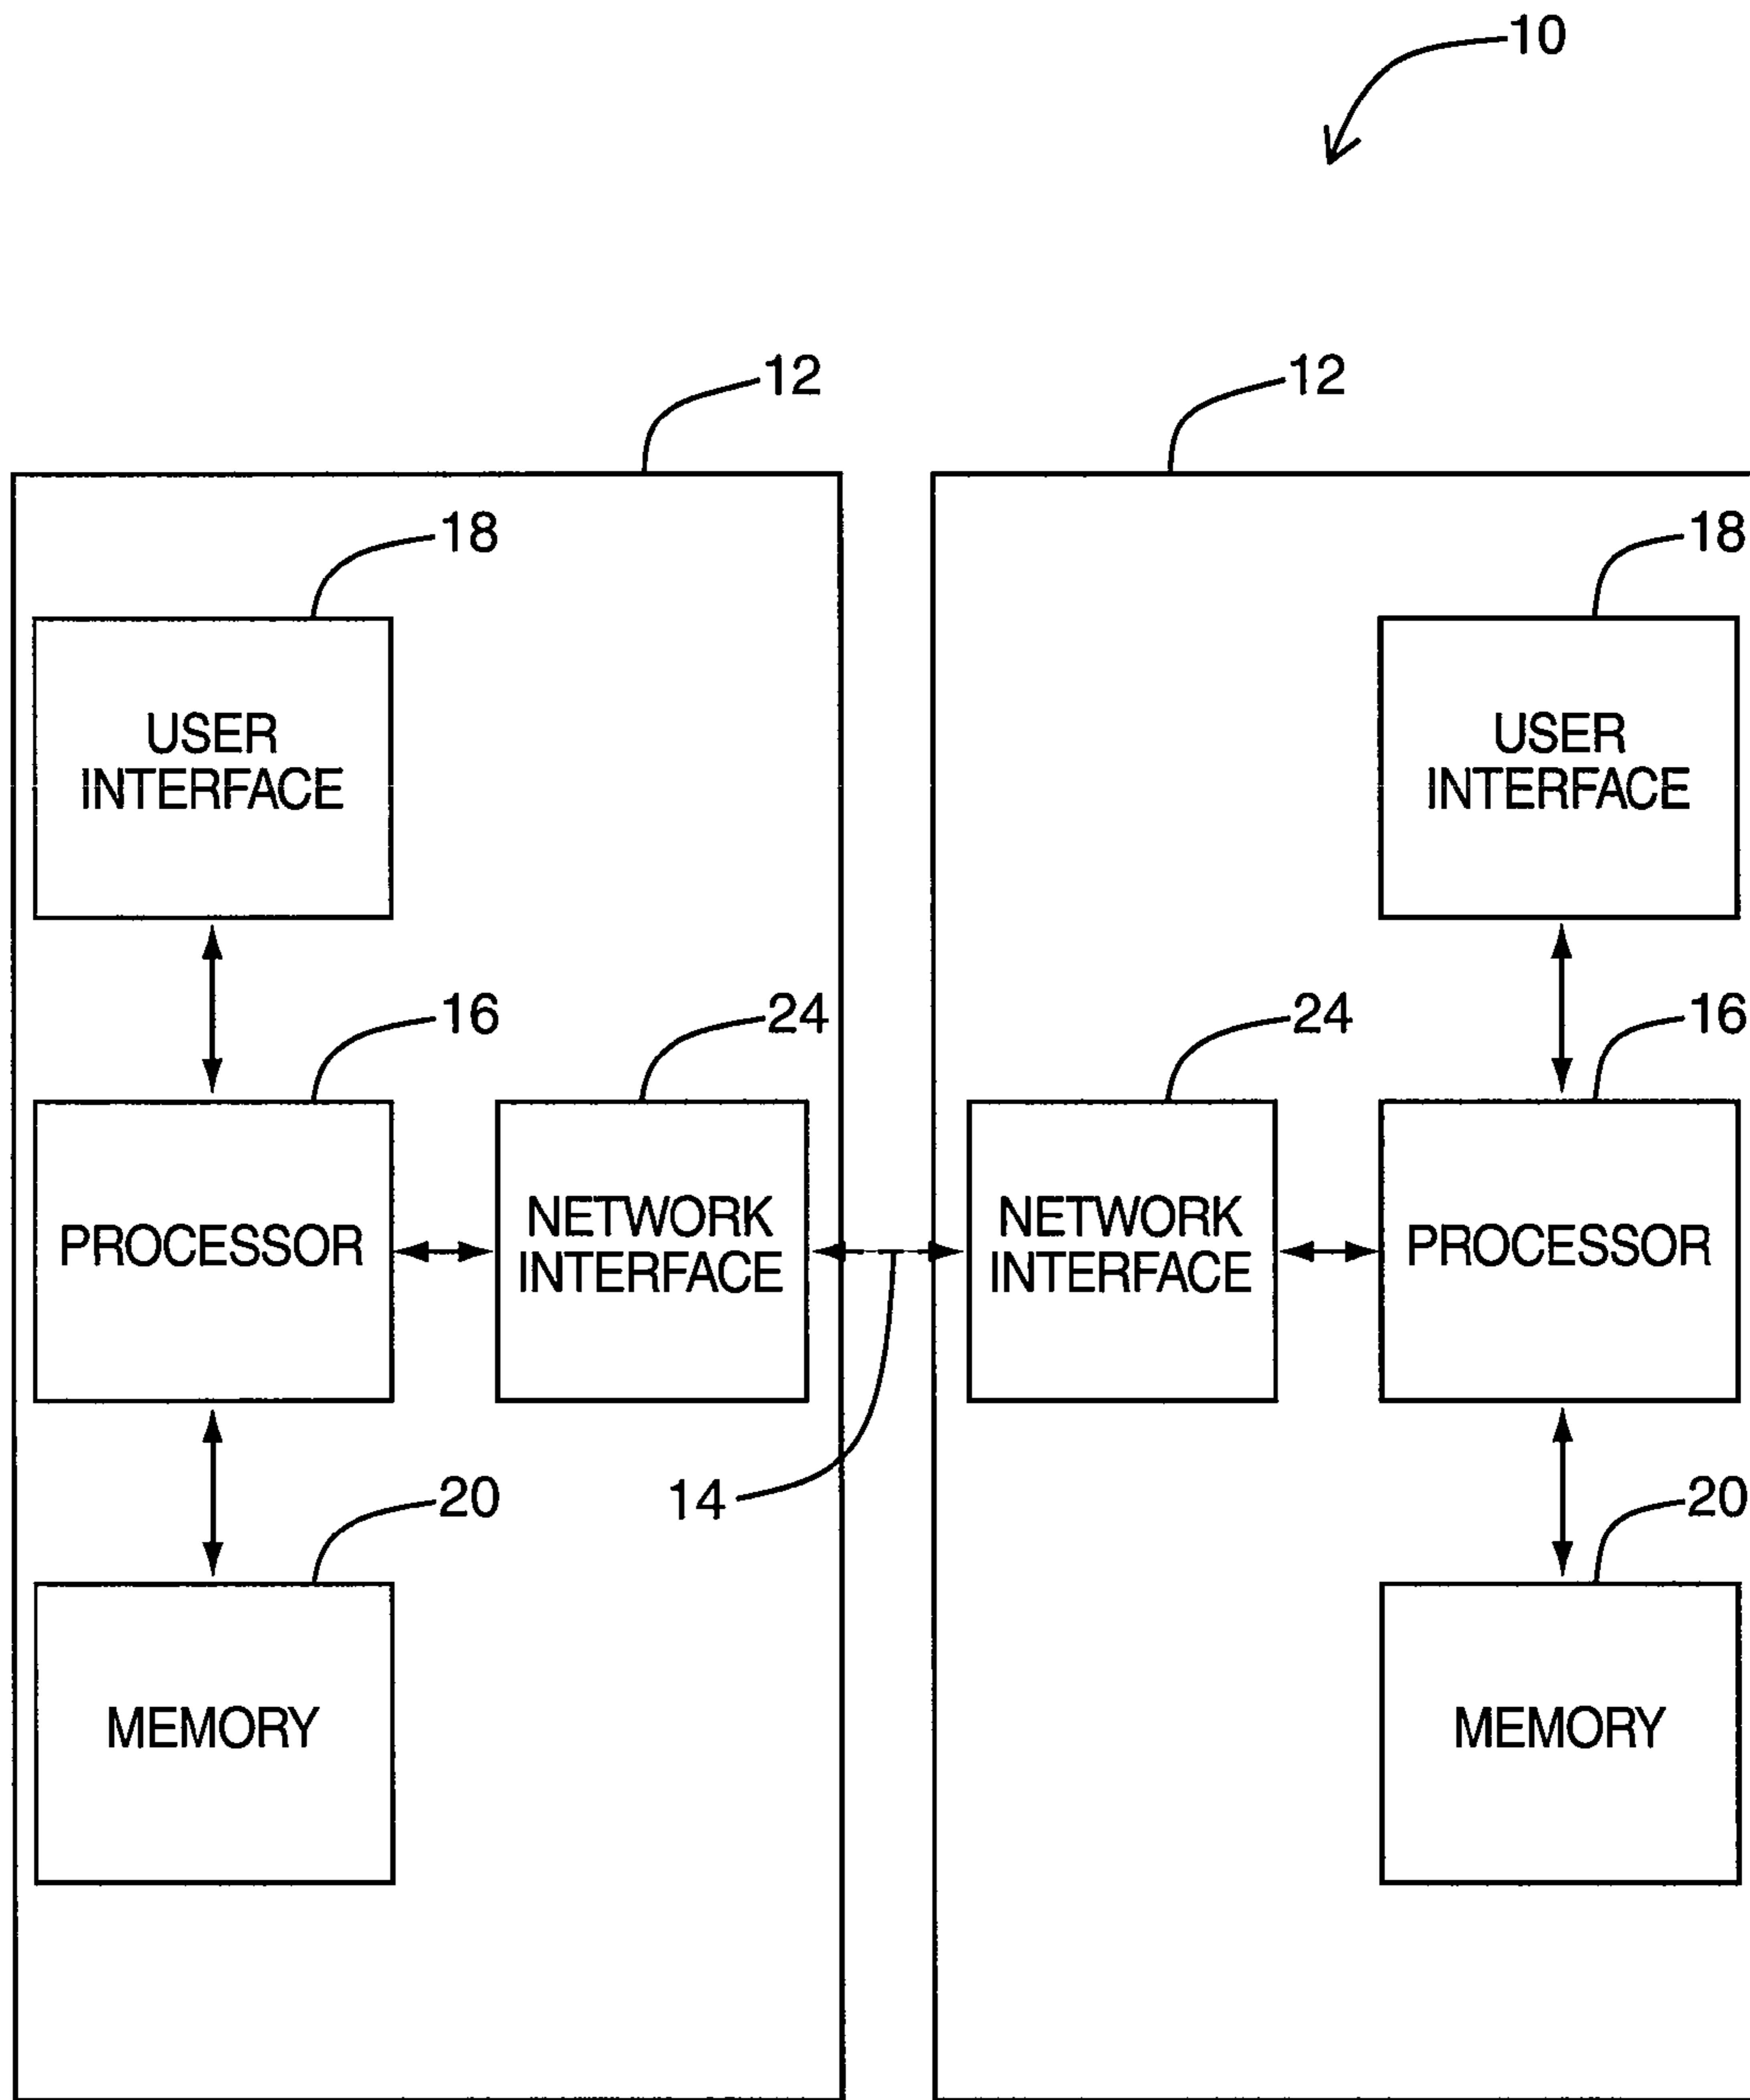 10
12
12
18
18
USER
INTERFACE
USER
INTERFACE
16
24
24
16
PROCESSOR
NETWORK
INTERFACE
NETWORK
INTERFACE
PROCESSOR
20
14
20
MEMORY
MEMORY